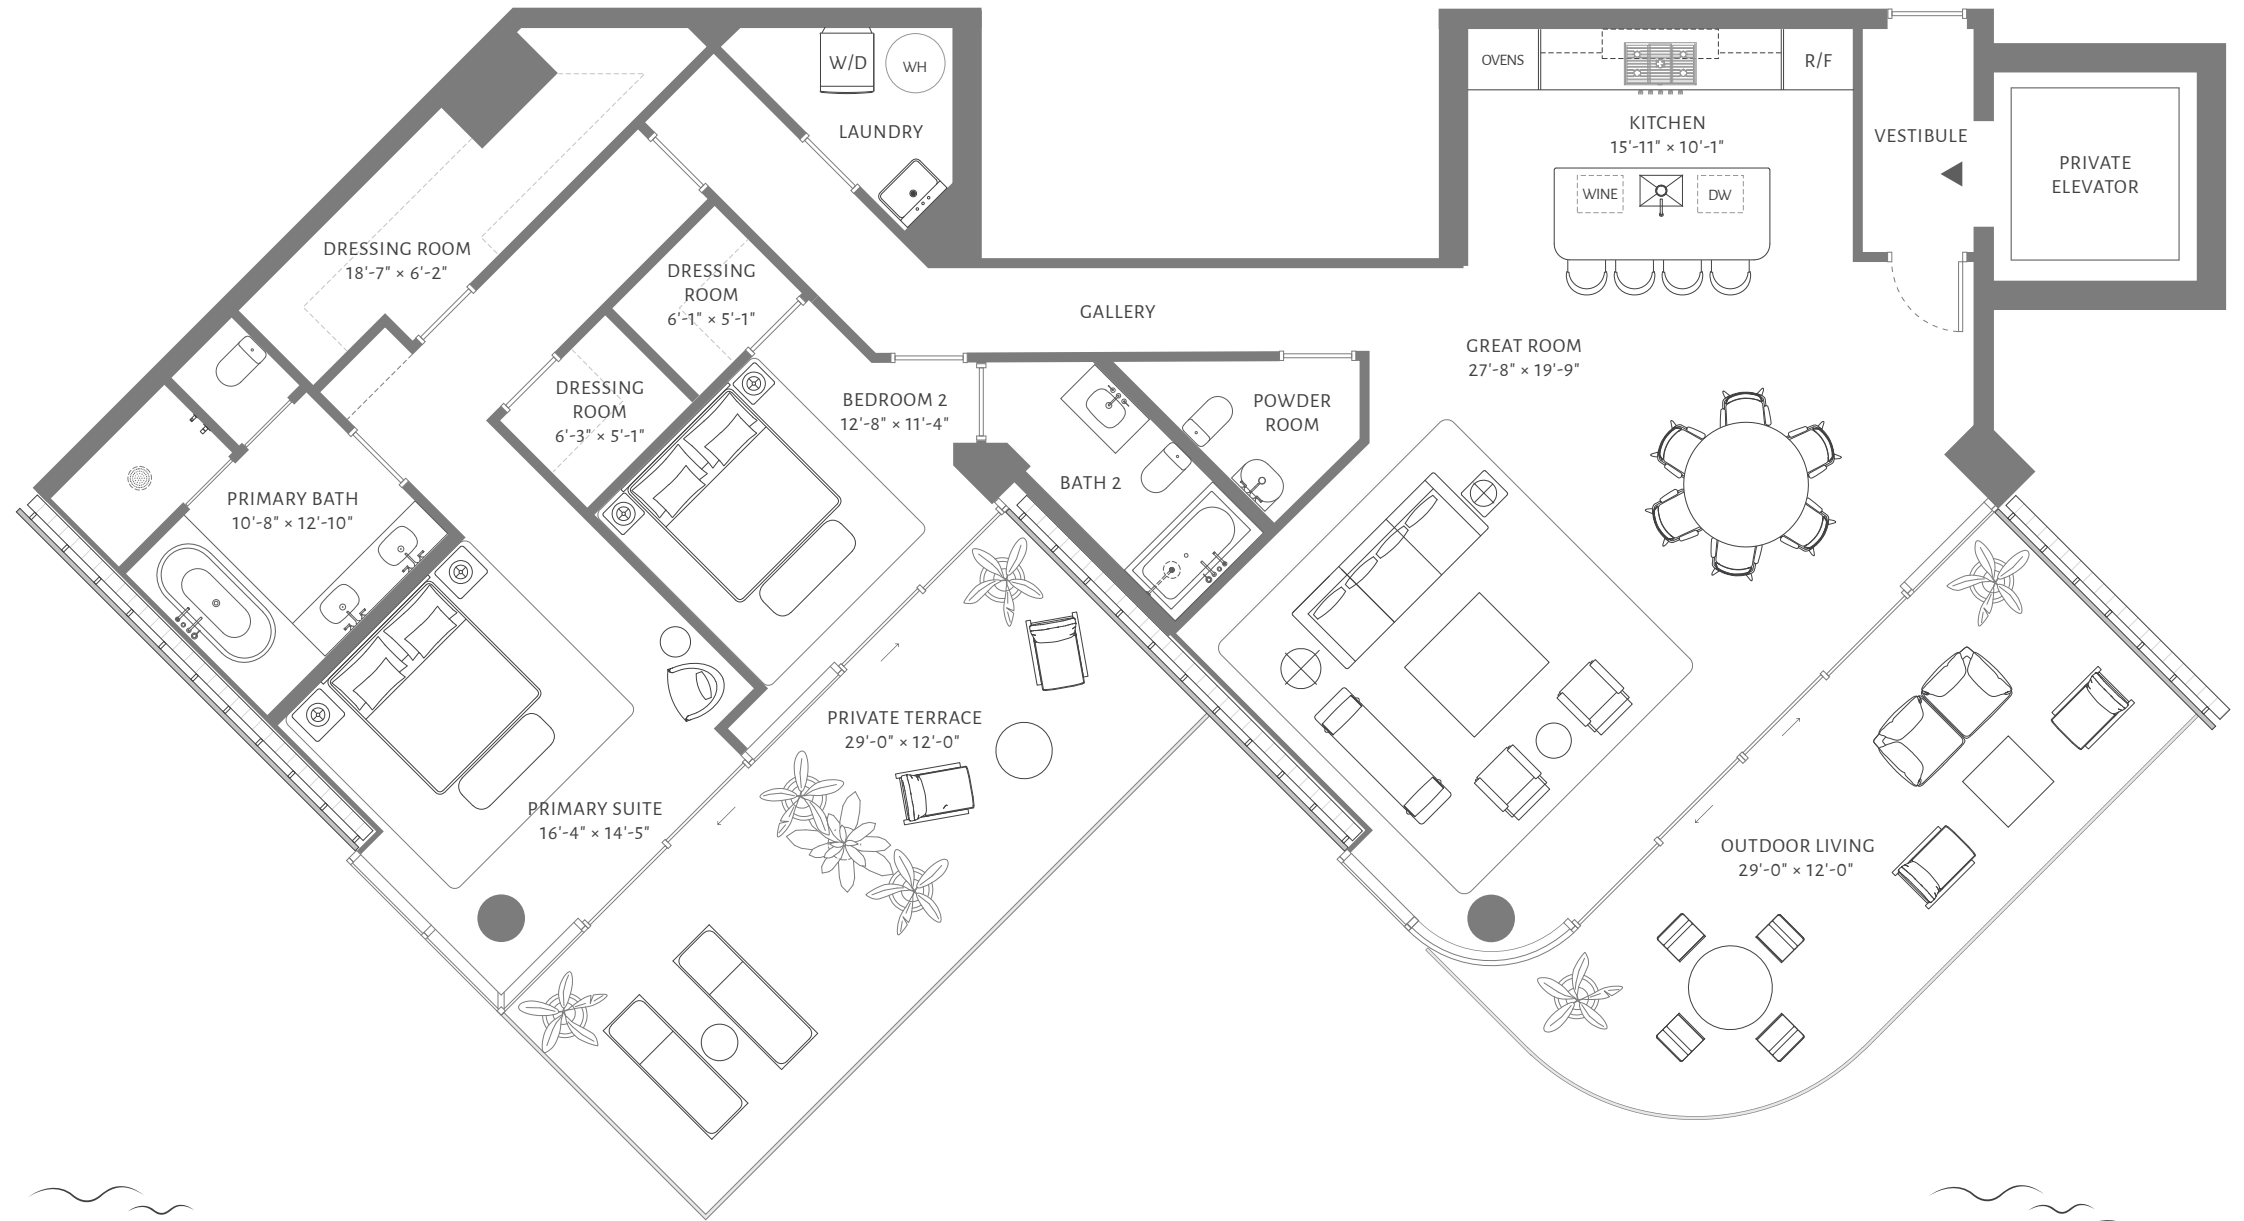 W/D
WH
LAUNDRY
OVENS
R/F
KITCHEN
15'-11" × 10'-1"
WINE
DW
VESTIBULE
PRIVATE
ELEVATOR
DRESSING ROOM
18'-7" × 6'-2"
DRESSING
ROOM
6'-1" × 5'-1"
GALLERY
GREAT ROOM
27'-8" × 19'-9"
DRESSING
ROOM
6'-3" × 5'-1"
BEDROOM 2
12'-8" × 11'-4"
POWDER
ROOM
BATH 2
PRIMARY BATH
10'-8" × 12'-10"
PRIVATE TERRACE
29'-0" × 12'-0"
PRIMARY SUITE
16'-4" × 14'-5"
OUTDOOR LIVING
29'-0" × 12'-0"